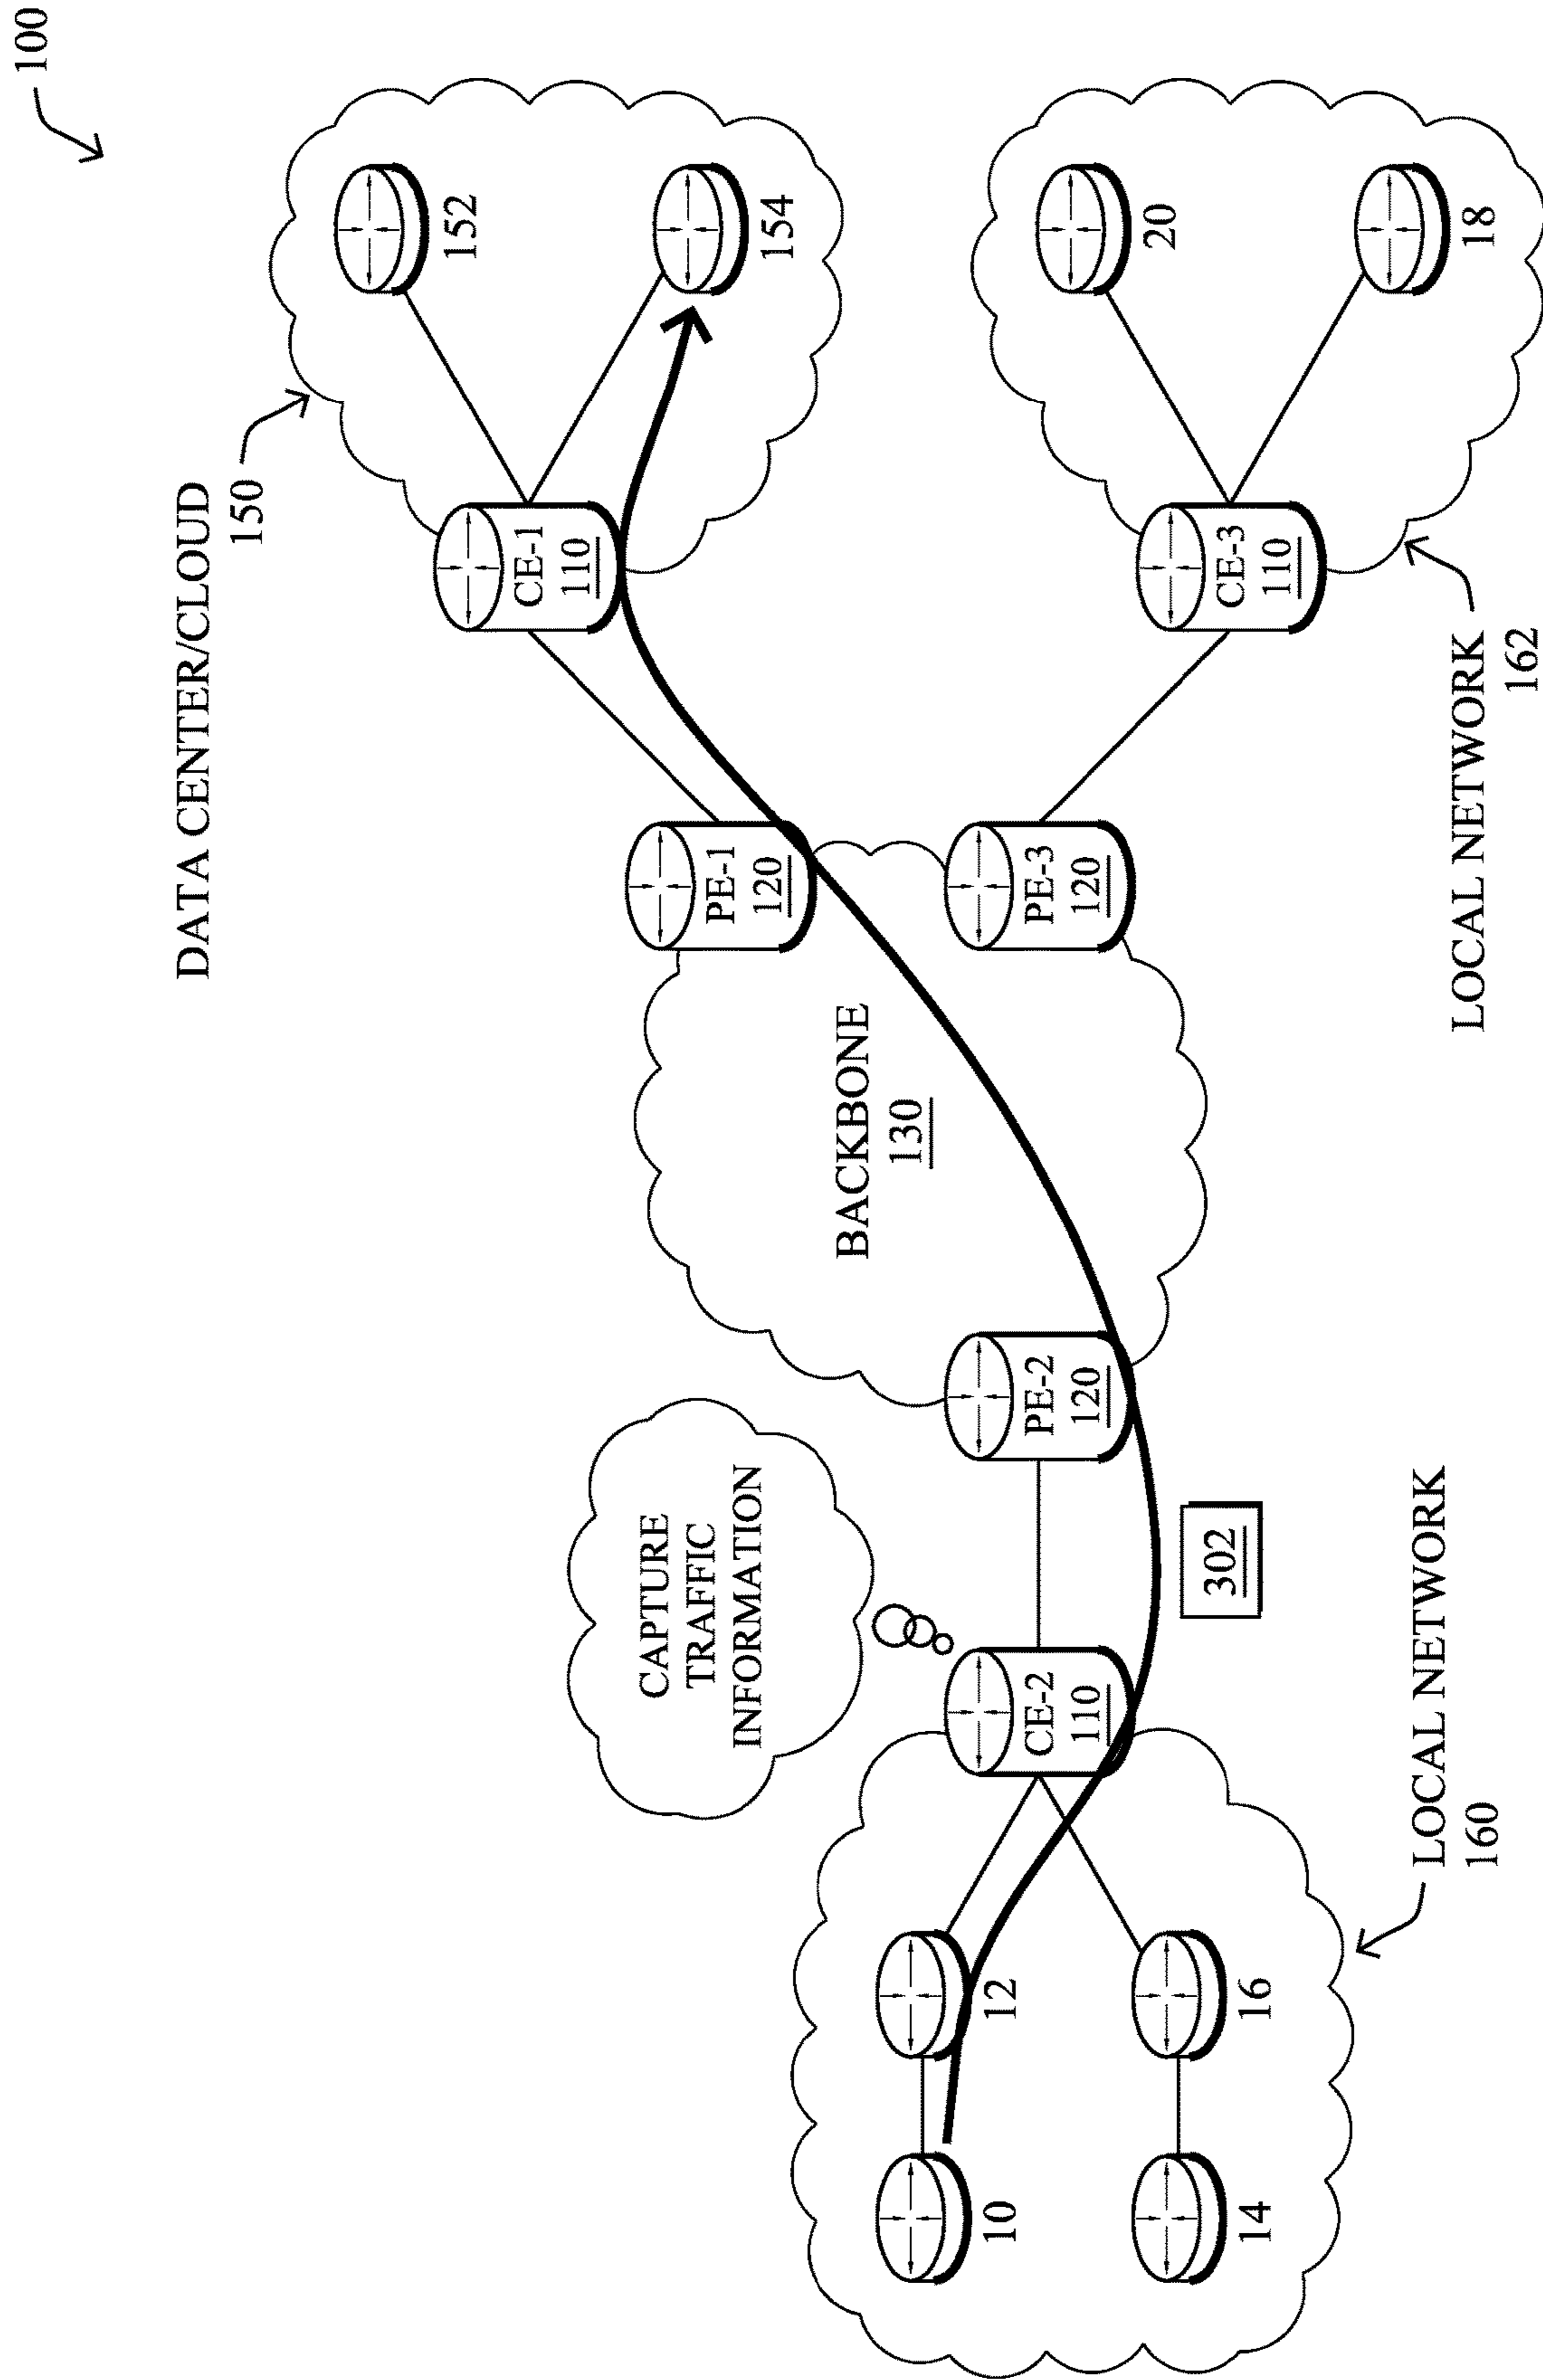 100
DATA CENTER/CLOUD
150
152
154
CE-1
110
PE-1
120
BACKBONE
130
CAPTURE
TRAFFIC
INFORMATION
PE-2
120
PE-3
120
CE-2
110
302
CE-3
110
20
18
10
12
14
16
LOCAL NETWORK
160
LOCAL NETWORK
162